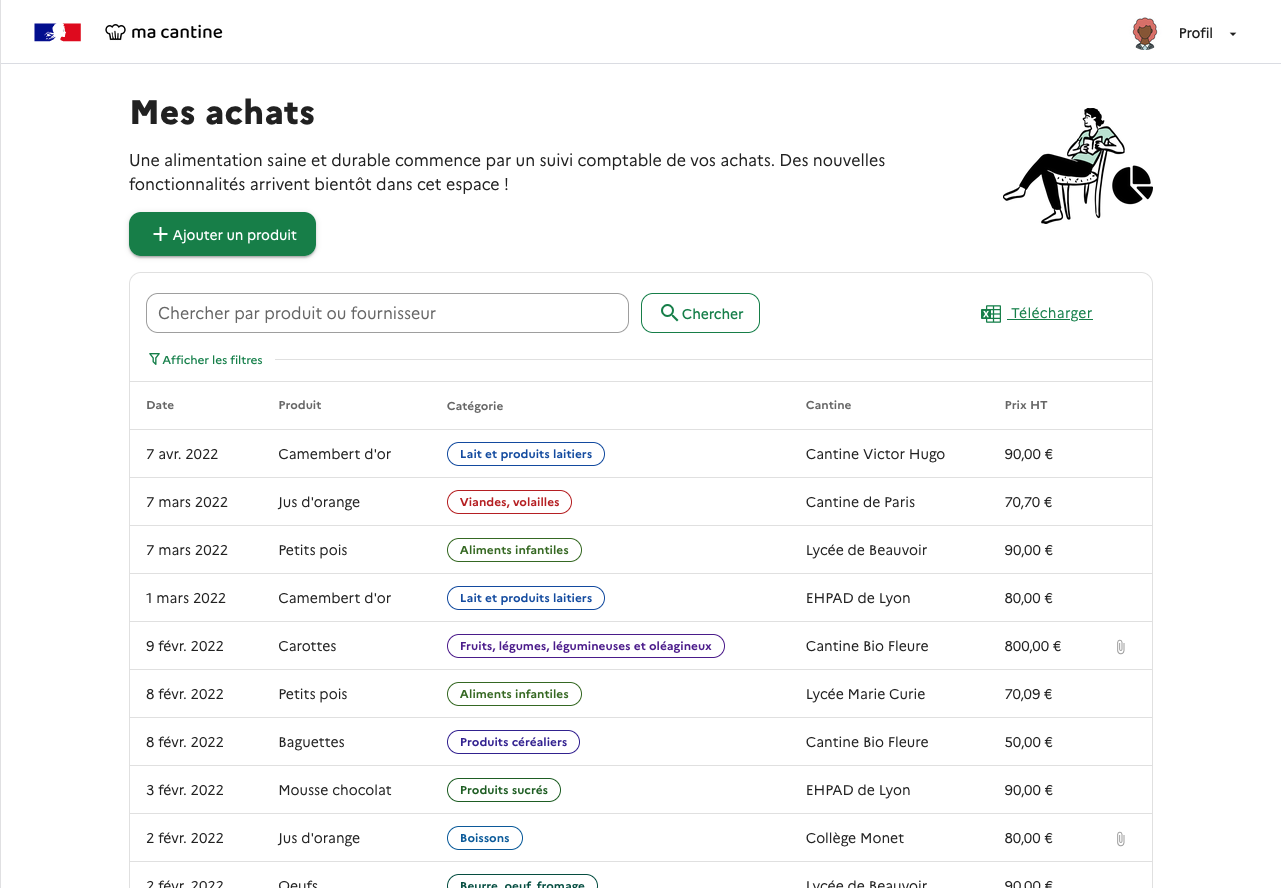 ma cantine
Profil
Mes achats
Une alimentation saine et durable commence par un suivi comptable de vos achats. Des nouvelles
fonctionnalités arrivent bientôt dans cet espace !
Ajouter un produit
Chercher par produit ou fournisseur
Chercher
Télécharger
Afficher les filtres
Date Produit Catégorie Cantine Prix HT
7 avr. 2022 Camembert d'or Lait et produits laitiers Cantine Victor Hugo 90,00 €
7 mars 2022 Jus d'orange Viandes, volailles Cantine de Paris 70,70 €
7 mars 2022 Petits pois Aliments infantiles Lycée de Beauvoir 90,00 €
1 mars 2022 Camembert d'or Lait et produits laitiers EHPAD de Lyon 80,00 €
9 févr. 2022 Carottes Fruits, légumes, légumineuses et oléagineux Cantine Bio Fleure 800,00 €
8 févr. 2022 Petits pois Aliments infantiles Lycée Marie Curie 70,09 €
8 févr. 2022 Baguettes Produits céréaliers Cantine Bio Fleure 50,00 €
3 févr. 2022 Mousse chocolat Produits sucrés EHPAD de Lyon 90,00 €
2 févr. 2022 Jus d'orange Boissons Collège Monet 80,00 €
2 févr. 2022 Oeufs Beurre, oeuf, fromage Lycée de Beauvoir 90,00 €